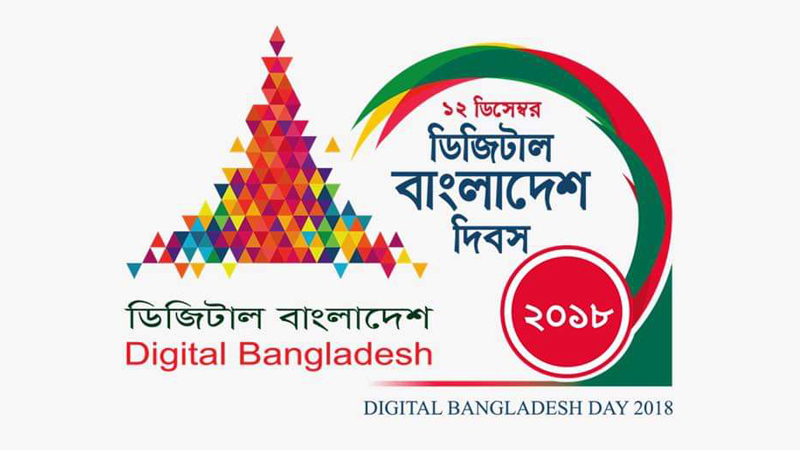 ডিজিটাল বাংলাদেশ
Digital Bangladesh
১২ ডিসেম্বর
ডিজিটাল
বাংলাদেশ
দিবস
২০১৮
DIGITAL BANGLADESH DAY 2018